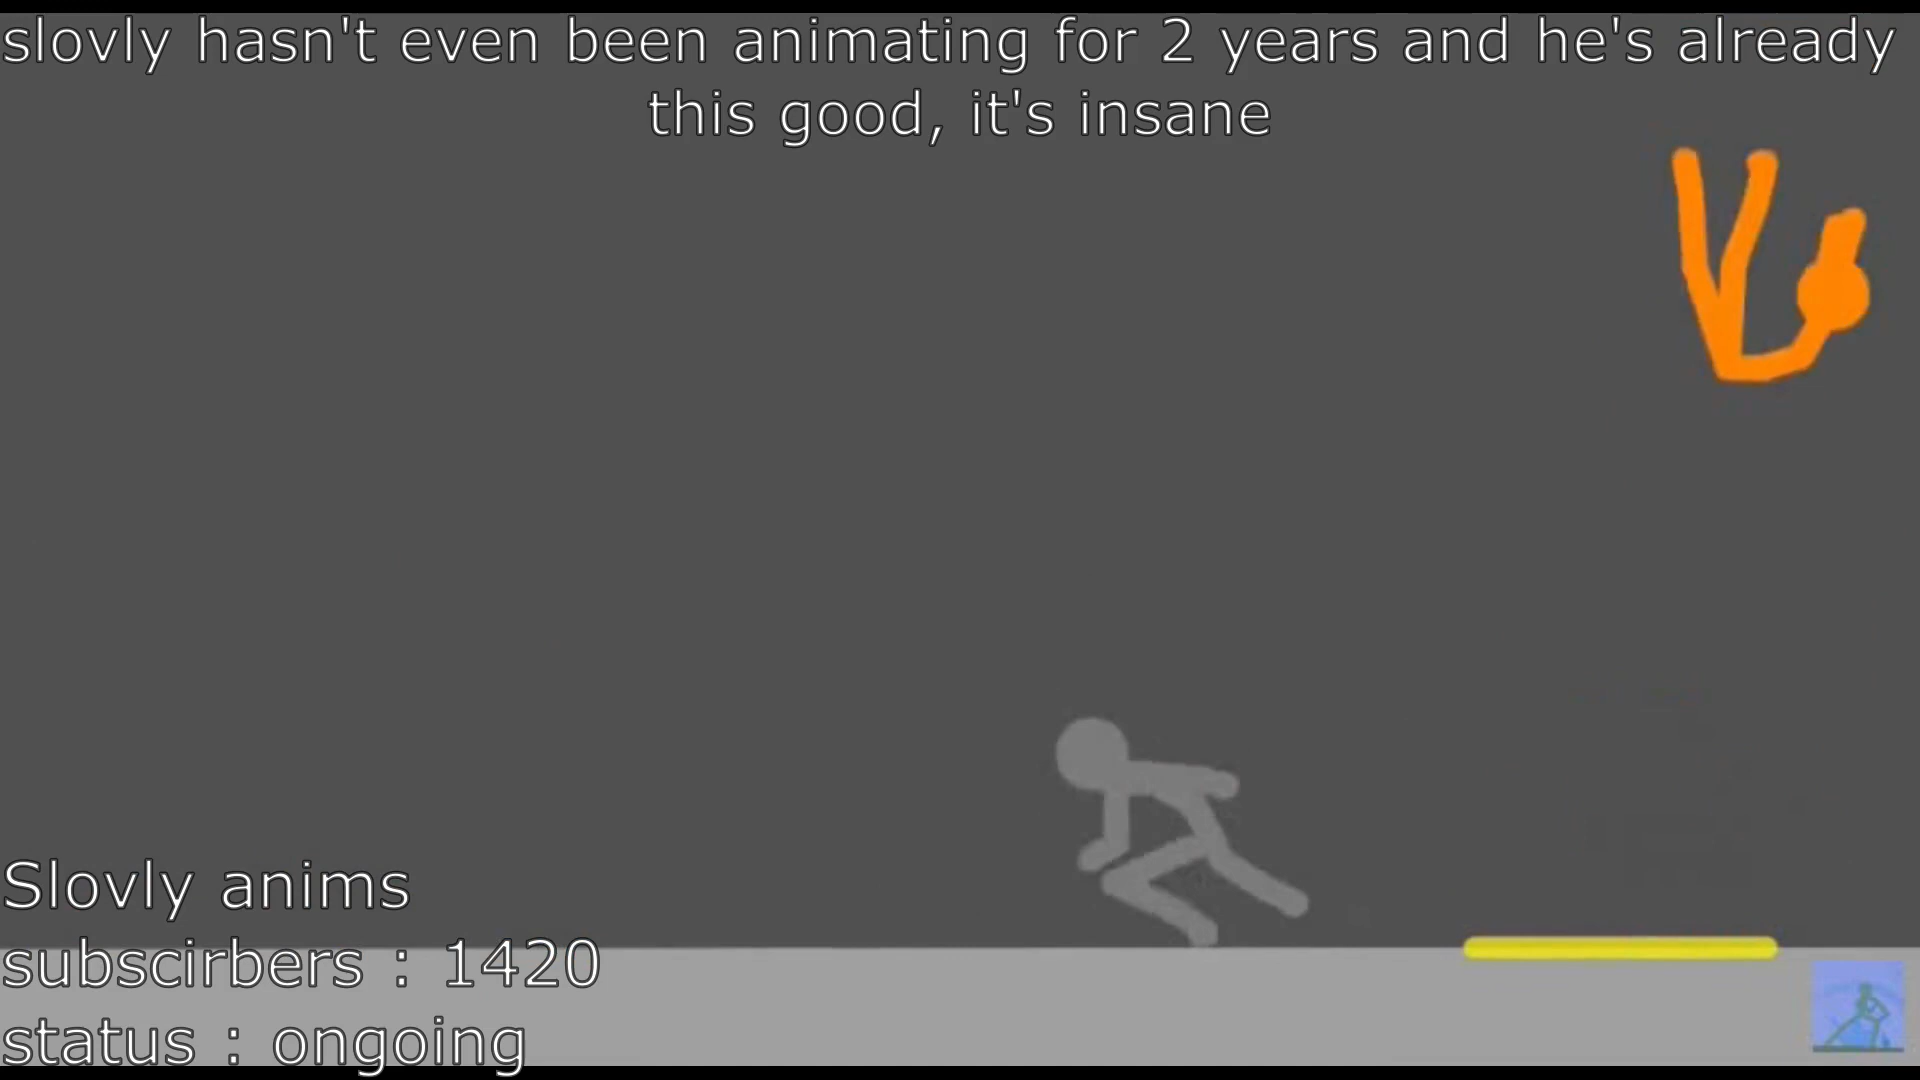 slovly hasn't even been animating for 2 years and he's already
this good, it's insane
Slovly anims
subscirbers : 1420
status : ongoing